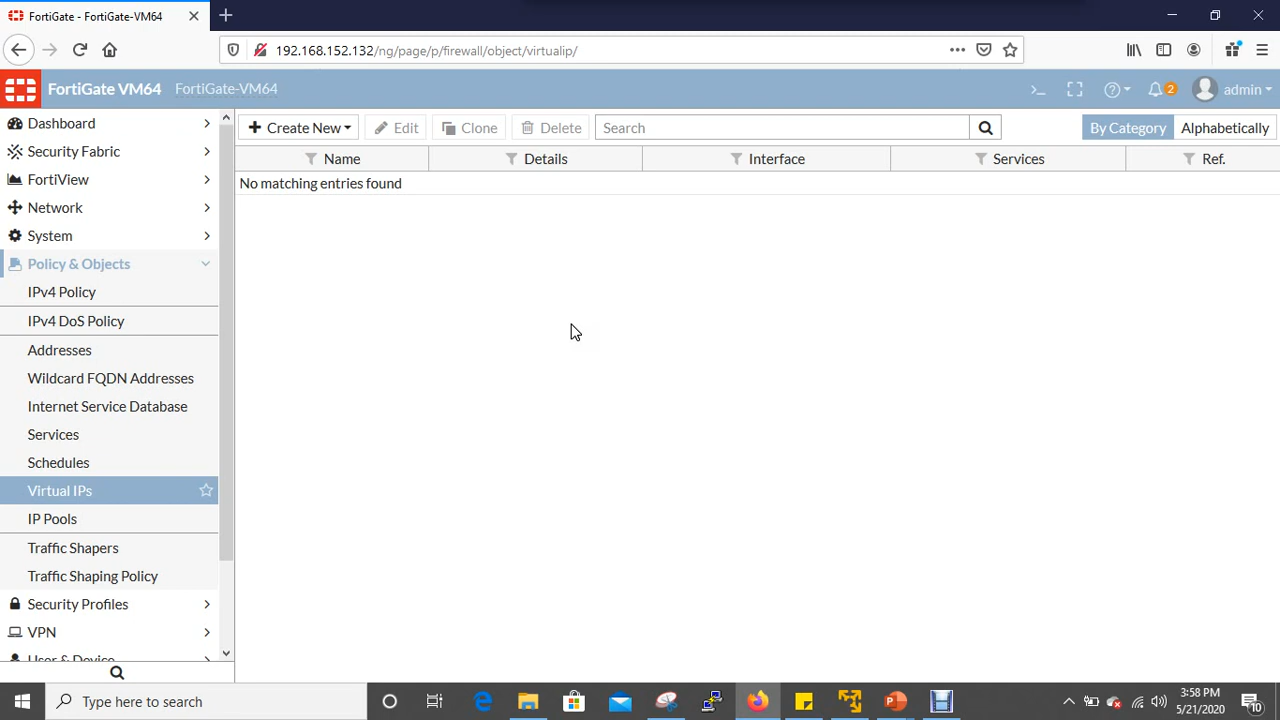 FortiGate - FortiGate-VM64
192.168.152.132/ng/page/p/firewall/object/virtualip/
FortiGate VM64 FortiGate-VM64
2
admin
Dashboard
Security Fabric
FortiView
Network
System
Policy & Objects
IPv4 Policy
IPv4 DoS Policy
Addresses
Wildcard FQDN Addresses
Internet Service Database
Services
Schedules
Virtual IPs
IP Pools
Traffic Shapers
Traffic Shaping Policy
Security Profiles
VPN
User & Device
Create New Edit Clone Delete Search By Category Alphabetically
Name Details Interface Services Ref.
No matching entries found
Type here to search
3:58 PM
5/21/2020
10